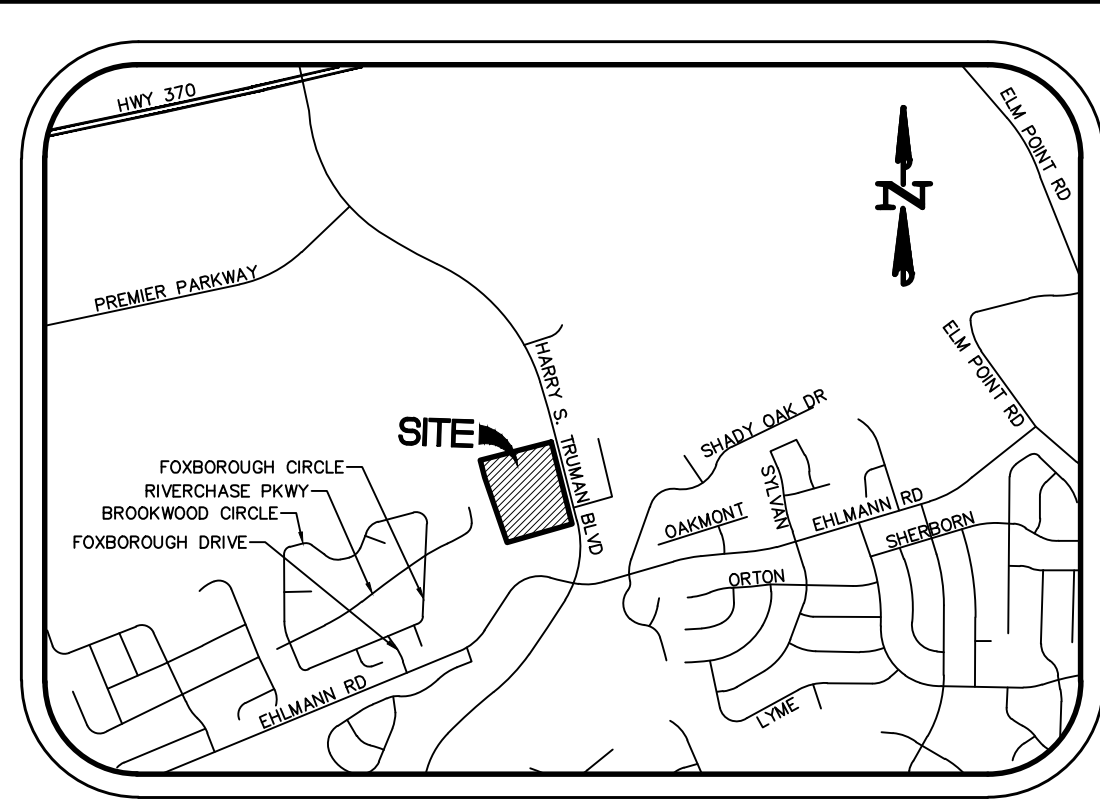 HWY 370
ELM POINT RD
N
PREMIER PARKWAY
ELM POINT RD
HARRY S. TRUMAN BLVD
SHADY OAK DR
SITE
FOXBOROUGH CIRCLE
RIVERCHASE PKWY
BROOKWOOD CIRCLE
FOXBOROUGH DRIVE
SYLVAN
OAKMONT
EHLMANN RD
SHERBORN
ORTON
EHLMANN RD
LYME